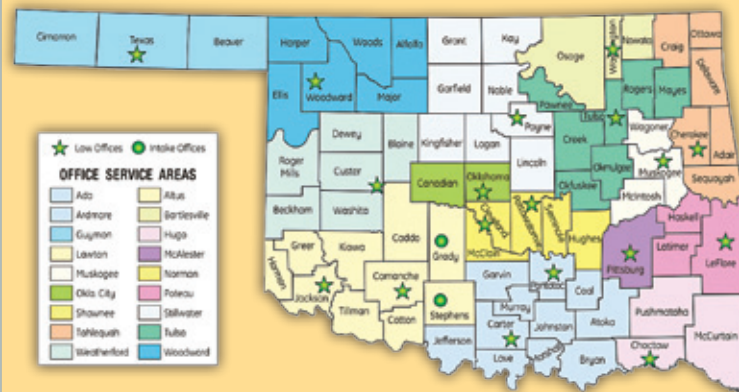 Cimarron Texas Beaver Harper Woods Alfalfa Grant Kay Osage Washington Nowata Craig Ottawa
Delaware
Ellis Woodward Major Garfield Noble Pawnee Tulsa Rogers Mayes
Payne Wagoner Cherokee Adair
Dewey Blaine Kingfisher Logan Creek
Roger Mills Custer Lincoln Okmulgee Muskogee Sequoyah
Canadian Oklahoma Okfuskee McIntosh
Beckham Washita
Caddo Grady Cleveland Pottawatomie Seminole Hughes Haskell
McClain Pittsburg Latimer LeFlore
Greer Kiowa
Harmon Jackson Comanche Garvin Pontotoc Coal
Tillman Cotton Stephens Murray Pushmataha
Carter Johnston Atoka McCurtain
Jefferson Love Marshall Bryan Choctaw
Law Offices Intake Offices
OFFICE SERVICE AREAS
Ada Altus
Ardmore Bartlesville
Guymon Hugo
Lawton McAlester
Muskogee Norman
Okla City Poteau
Shawnee Stillwater
Tahlequah Tulsa
Weatherford Woodward